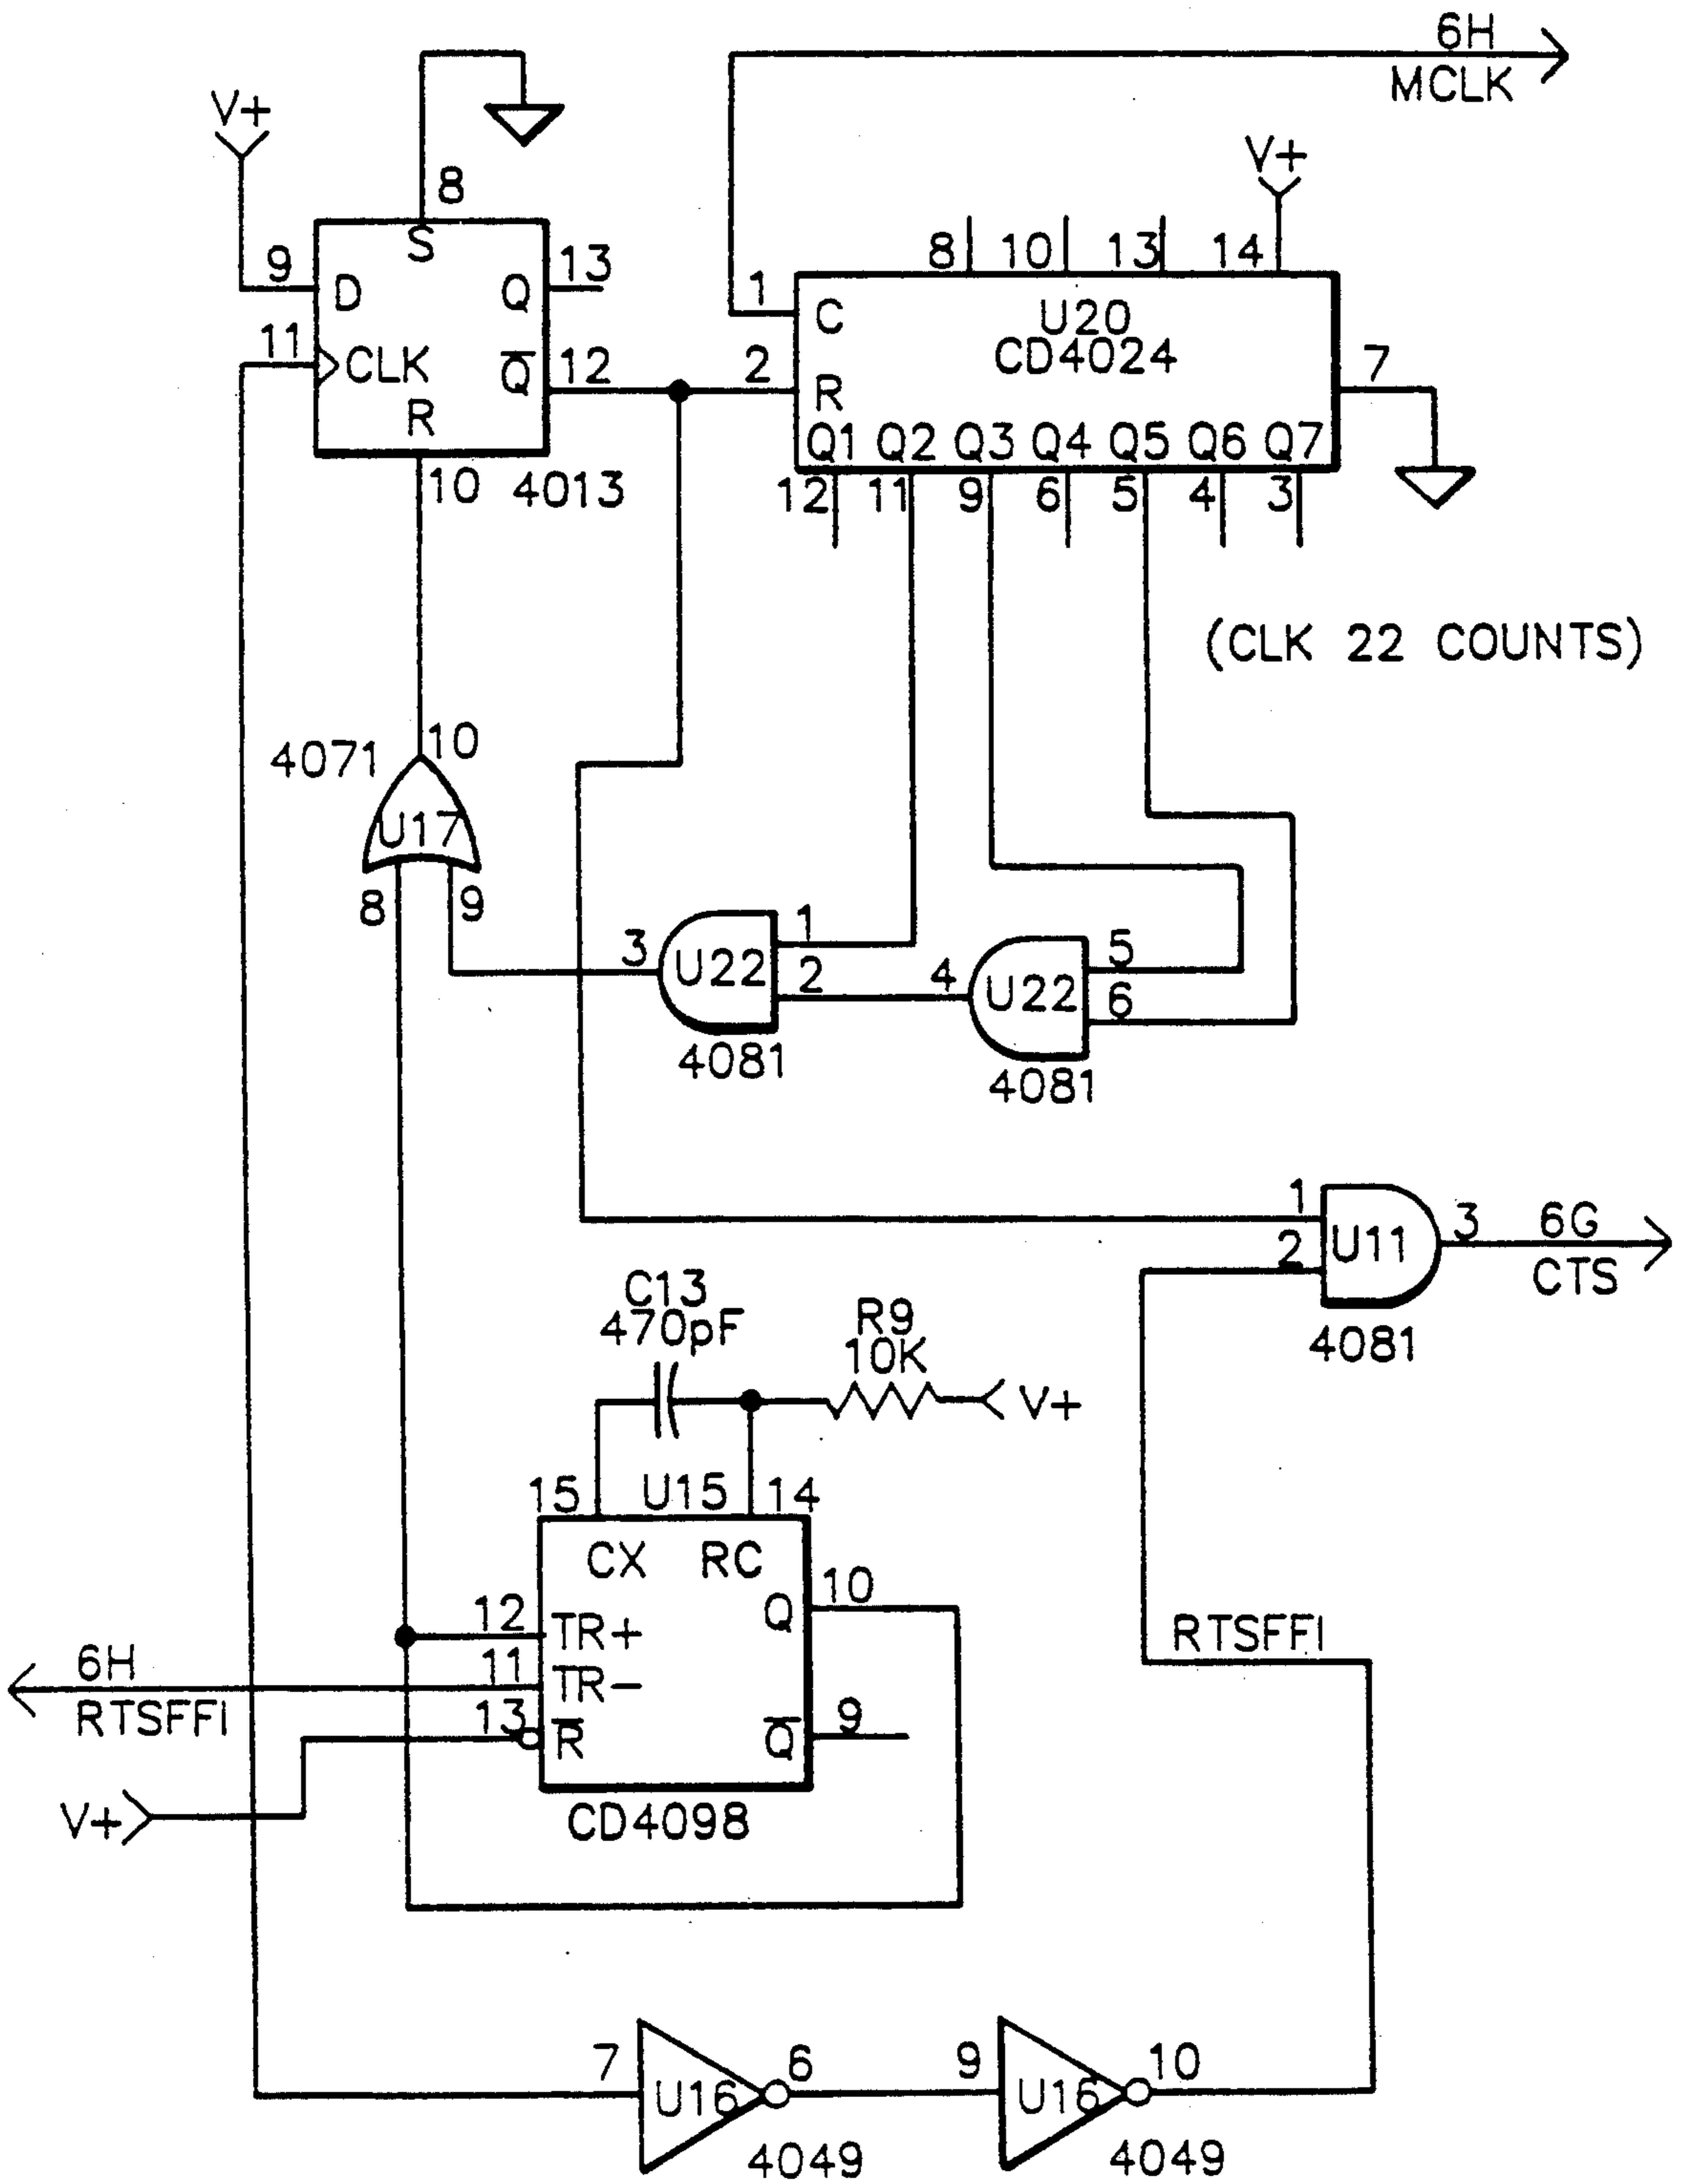 6H
MCLK
V+
8
S
9
D
Q
13
11
CLK
Q̅
12
R
10
4013
V+
8
10
13
14
1
C
U20
CD4024
2
R
7
Q1 Q2 Q3 Q4 Q5 Q6 Q7
12
11
9
6
5
4
3
(CLK 22 COUNTS)
4071
10
U17
8
9
3
U22
1
2
4081
4
U22
5
6
4081
1
2
U11
3
6G
CTS
4081
C13
470pF
R9
10K
V+
15
U15
14
CX
RC
12
TR+
Q
10
6H
RTSFFI
11
TR-
13
R̅
Q̅
9
V+
CD4098
RTSFFI
7
U16
6
4049
9
U16
10
4049